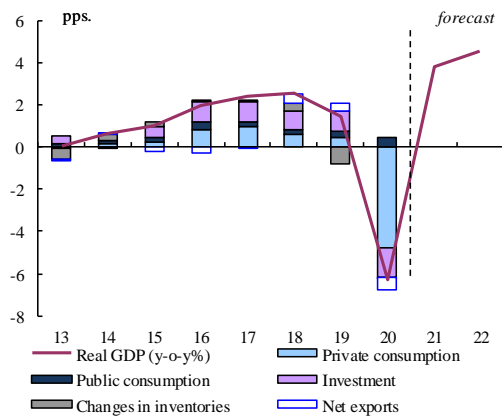 pps.
forecast
6
4
2
0
-2
-4
-6
-8
13 14 15 16 17 18 19 20 21 22
Real GDP (y-o-y%)
Private consumption
Public consumption
Investment
Changes in inventories
Net exports